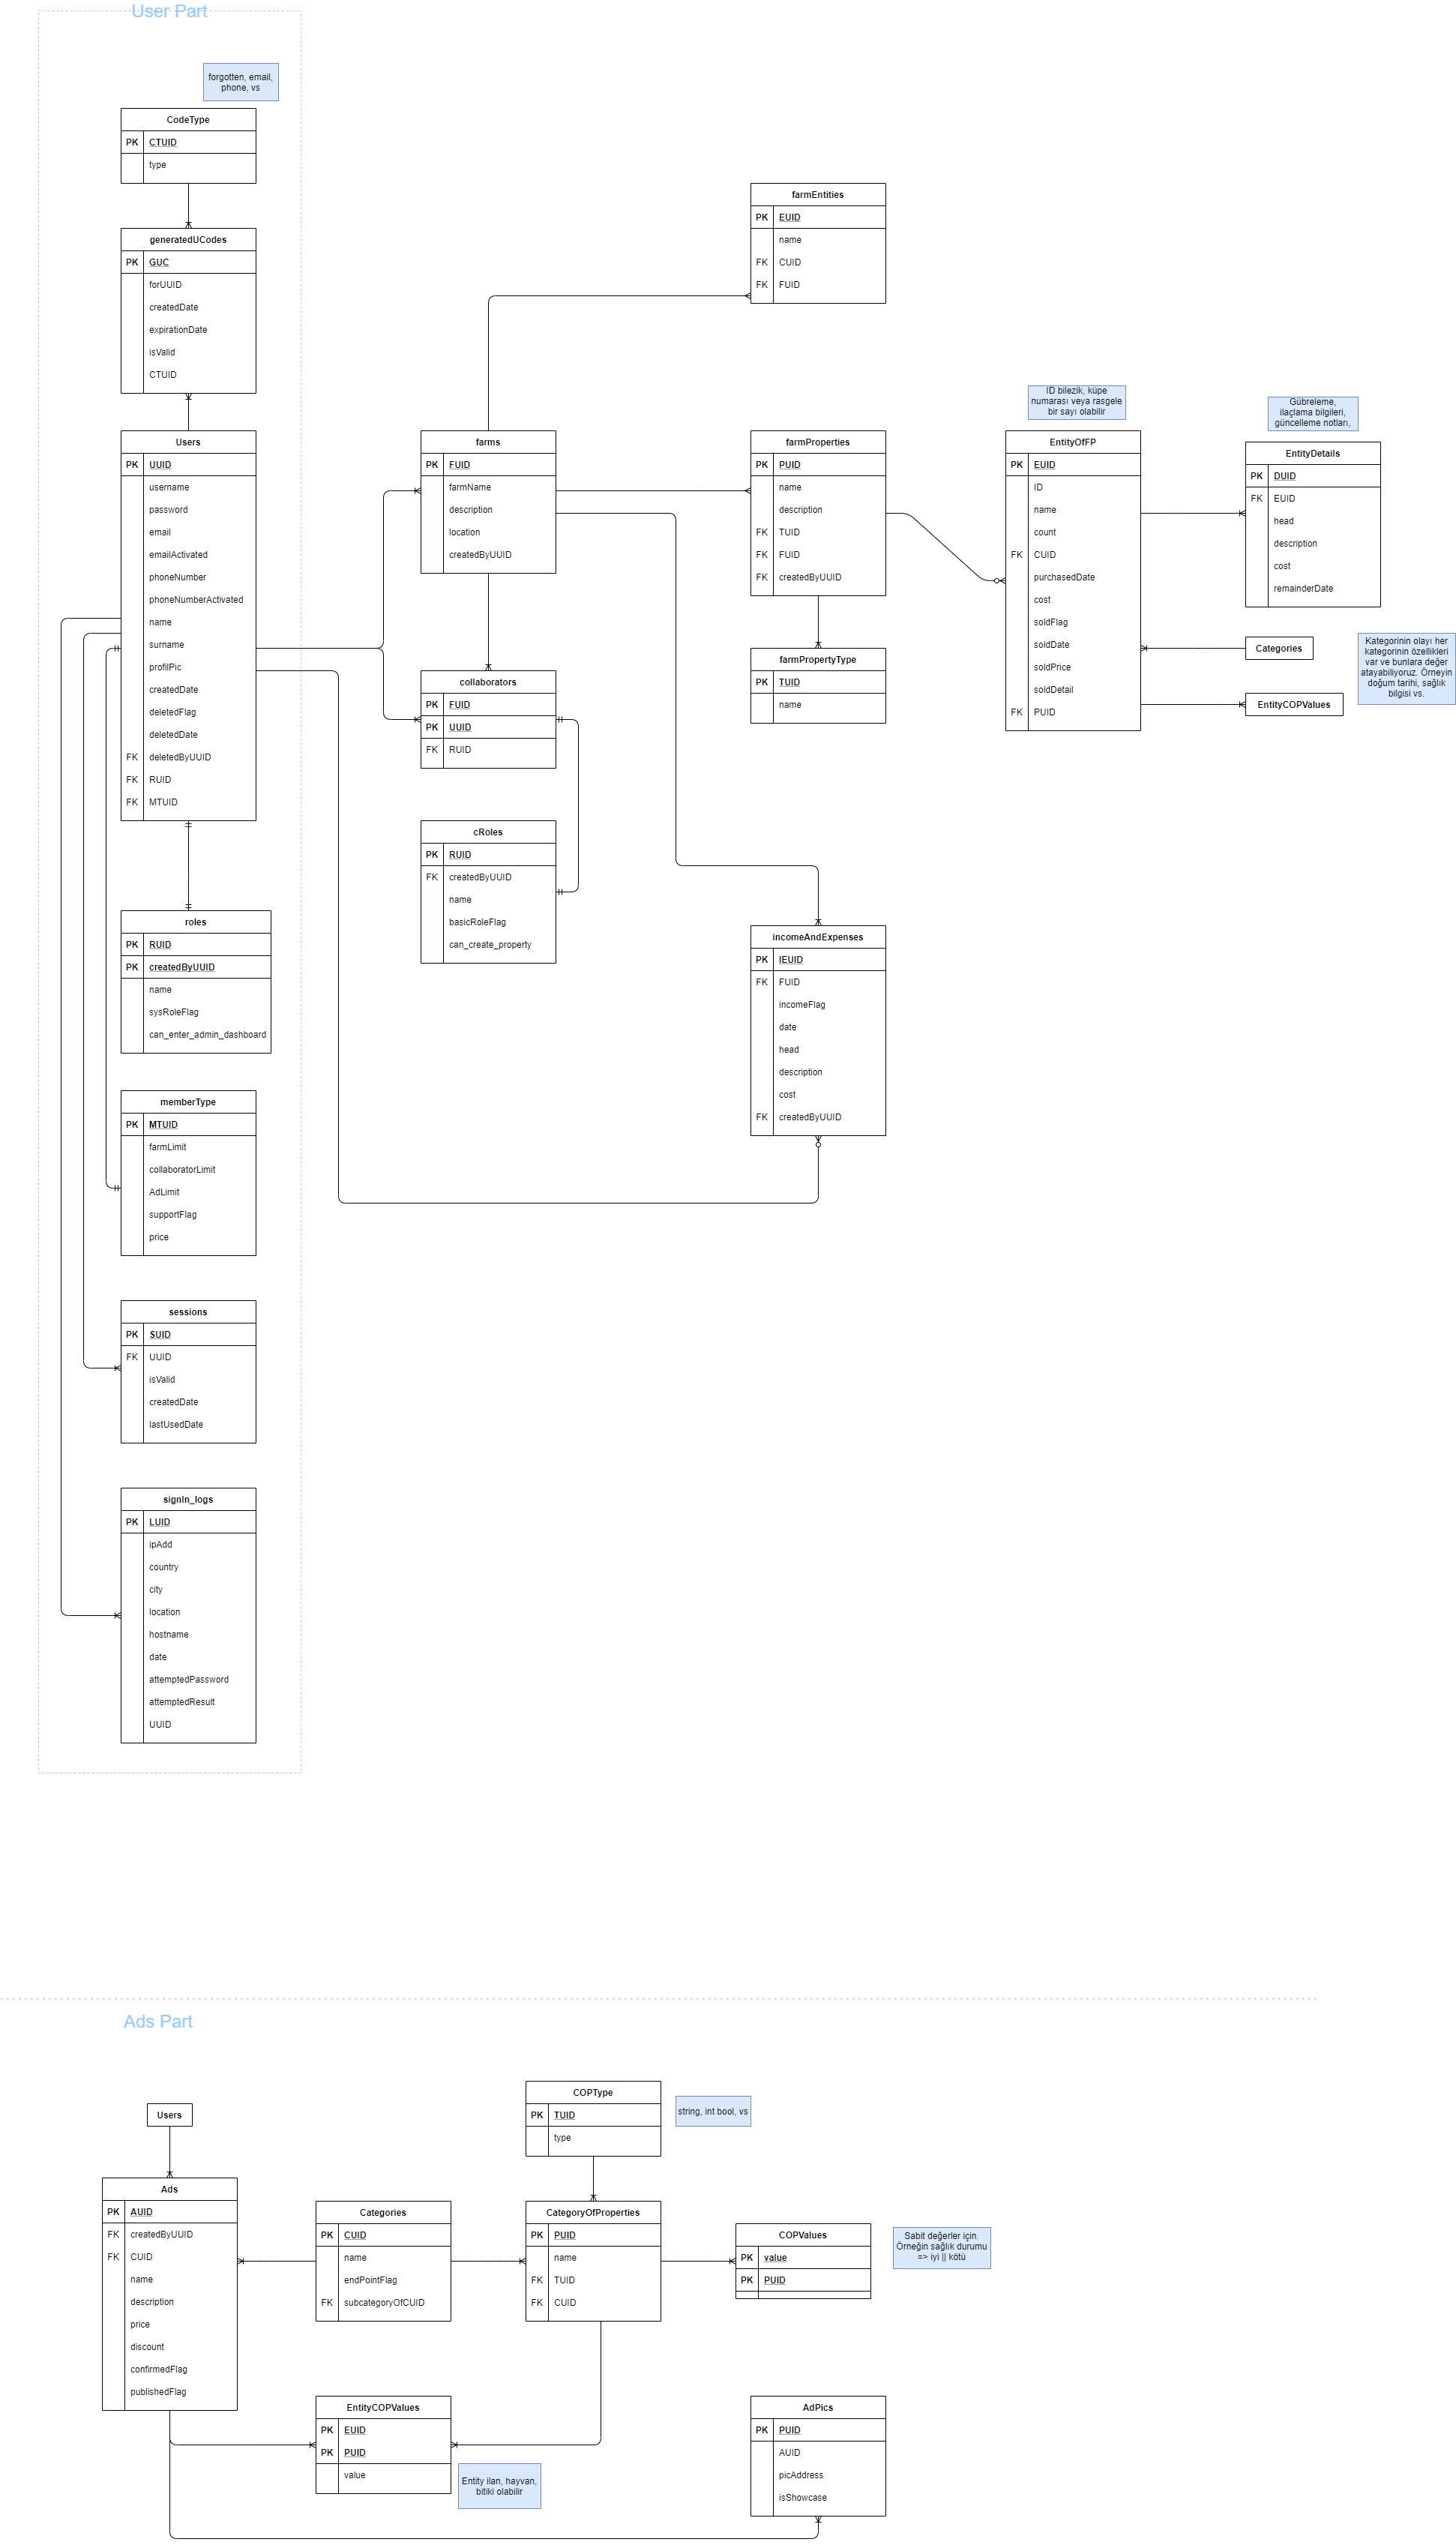 User Part
forgotten, email,
phone, vs
CodeType
PK CTUID
type
generatedUCodes
PK GUC
forUUID
createdDate
expirationDate
isValid
CTUID
Users
PK UUID
username
password
email
emailActivated
phoneNumber
phoneNumberActivated
name
surname
profilPic
createdDate
deletedFlag
deletedDate
FK deletedByUUID
FK RUID
FK MTUID
roles
PK RUID
PK createdByUUID
name
sysRoleFlag
can_enter_admin_dashboard
memberType
PK MTUID
farmLimit
collaboratorLimit
AdLimit
supportFlag
price
sessions
PK SUID
FK UUID
isValid
createdDate
lastUsedDate
signIn_logs
PK LUID
ipAdd
country
city
location
hostname
date
attemptedPassword
attemptedResult
UUID
farms
PK FUID
farmName
description
location
createdByUUID
collaborators
PK FUID
PK UUID
FK RUID
cRoles
PK RUID
FK createdByUUID
name
basicRoleFlag
can_create_property
farmEntities
PK EUID
name
FK CUID
FK FUID
farmProperties
PK PUID
name
description
FK TUID
FK FUID
FK createdByUUID
farmPropertyType
PK TUID
name
incomeAndExpenses
PK IEUID
FK FUID
incomeFlag
date
head
description
cost
FK createdByUUID
ID bilezik, küpe
numarası veya rasgele
bir sayı olabilir
EntityOfFP
PK EUID
ID
name
count
FK CUID
purchasedDate
cost
soldFlag
soldDate
soldPrice
soldDetail
FK PUID
Gübreleme,
ilaçlama bilgileri,
güncelleme notları,
EntityDetails
PK DUID
FK EUID
head
description
cost
remainderDate
Categories
EntityCOPValues
Kategorinin olayı her
kategorinin özellikleri
var ve bunlara değer
atayabiliyoruz. Örneyin
doğum tarihi, sağlık
bilgisi vs.
Ads Part
Users
Ads
PK AUID
FK createdByUUID
FK CUID
name
description
price
discount
confirmedFlag
publishedFlag
Categories
PK CUID
name
endPointFlag
FK subcategoryOfCUID
COPType
PK TUID
type
string, int bool, vs
CategoryOfProperties
PK PUID
name
FK TUID
FK CUID
COPValues
PK value
PK PUID
Sabit değerler için.
Örneğin sağlık durumu
=> iyi || kötü
EntityCOPValues
PK EUID
PK PUID
value
Entity ilan, hayvan,
bitiki olabilir
AdPics
PK PUID
AUID
picAddress
isShowcase